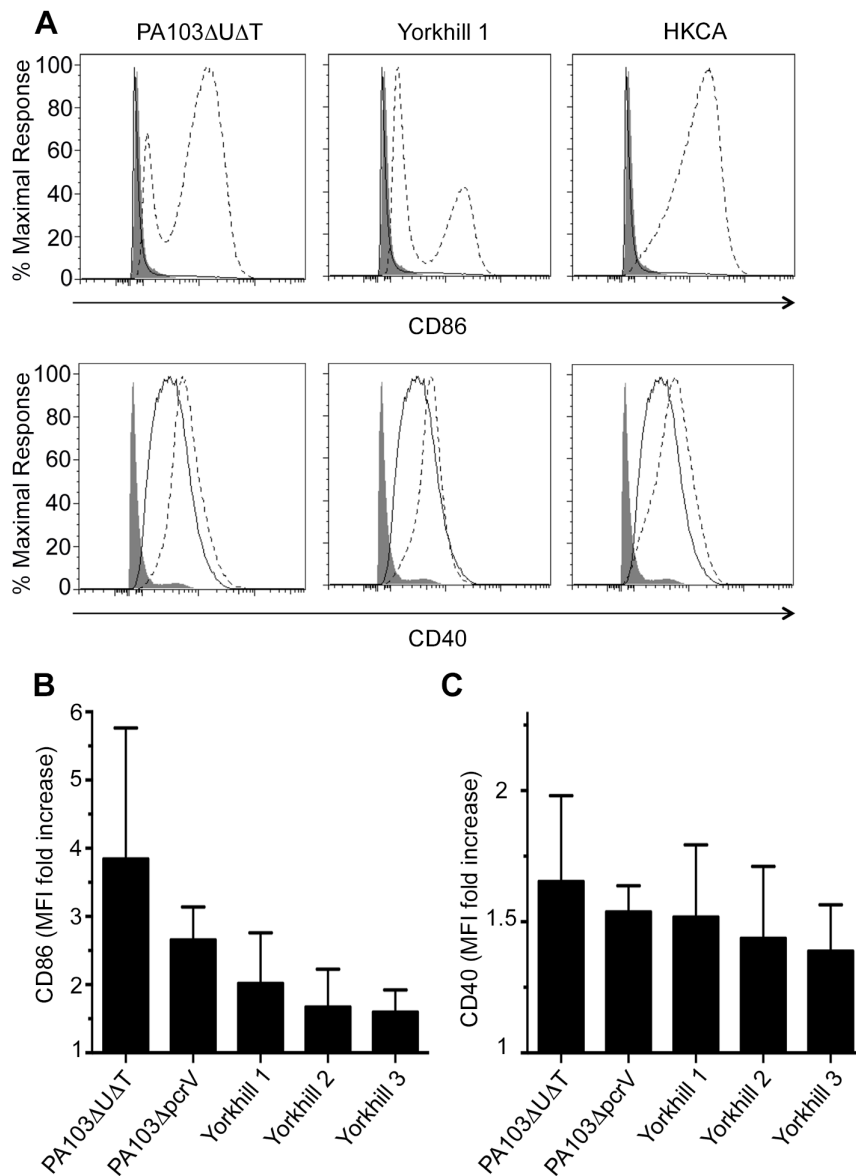 A
PA103ΔUΔT Yorkhill 1 HKCA
% Maximal Response
100
80
60
40
20
0
CD86
% Maximal Response
100
80
60
40
20
0
CD40
B
CD86 (MFI fold increase)
6
5
4
3
2
1
PA103ΔUΔT
PA103ΔpcrV
Yorkhill 1
Yorkhill 2
Yorkhill 3
C
CD40 (MFI fold increase)
2
1.5
1
PA103ΔUΔT
PA103ΔpcrV
Yorkhill 1
Yorkhill 2
Yorkhill 3